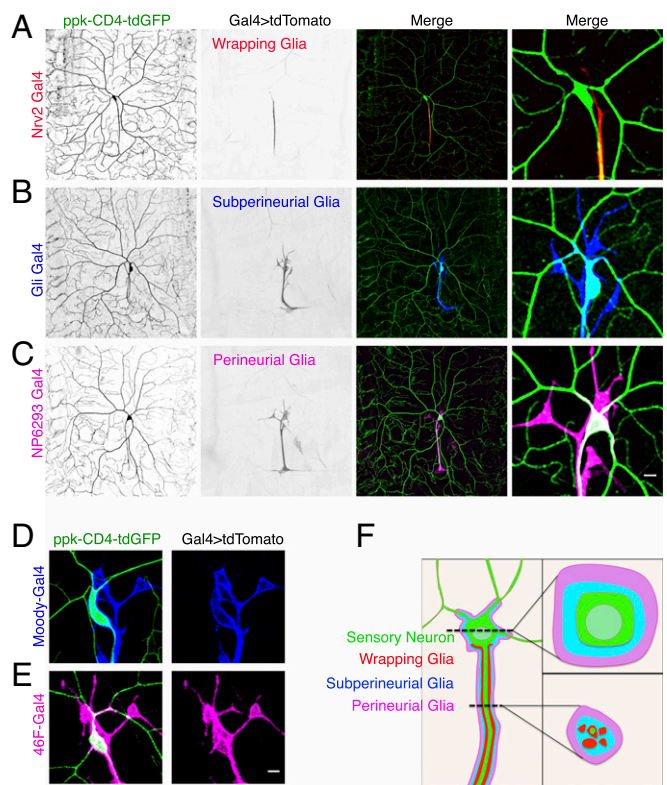 ppk-CD4-tdGFP Gal4>tdTomato Merge Merge
A
Nrv2 Gal4
Wrapping Glia
B
Gli Gal4
Subperineurial Glia
C
NP6293 Gal4
Perineurial Glia
D
ppk-CD4-tdGFP Gal4>tdTomato
Moody-Gal4
E
46F-Gal4
F
Sensory Neuron
Wrapping Glia
Subperineurial Glia
Perineurial Glia